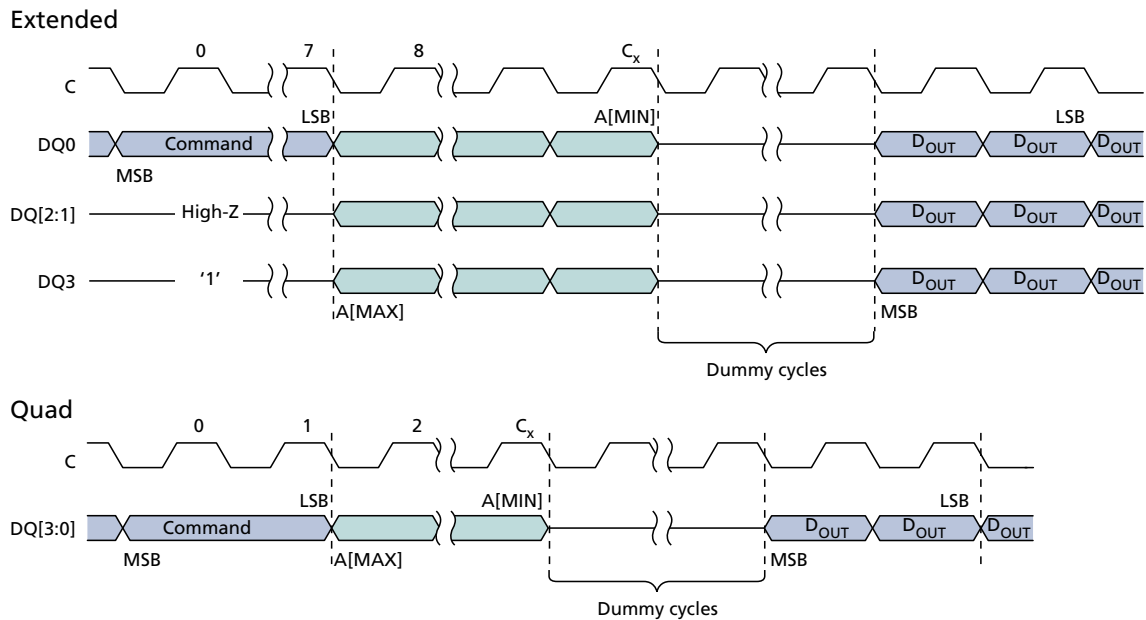 Extended
0 7 8 Cx
C
LSB A[MIN] LSB
DQ0 Command DOUT DOUT DOUT
MSB
DQ[2:1] High-Z DOUT DOUT DOUT
DQ3 '1' DOUT DOUT DOUT
A[MAX] MSB
Dummy cycles
Quad
0 1 2 Cx
C
LSB A[MIN] LSB
DQ[3:0] Command DOUT DOUT DOUT
MSB A[MAX] MSB
Dummy cycles